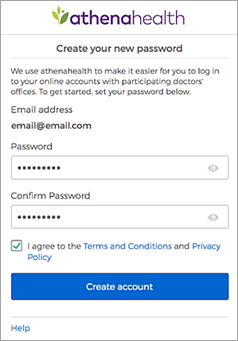 athenahealth
Create your new password
We use athenahealth to make it easier for you to log in
to your online accounts with participating doctors'
offices. To get started, set your password below.
Email address
email@email.com
Password
•••••••••
Confirm Password
•••••••••
I agree to the Terms and Conditions and Privacy
Policy
Create account
Help